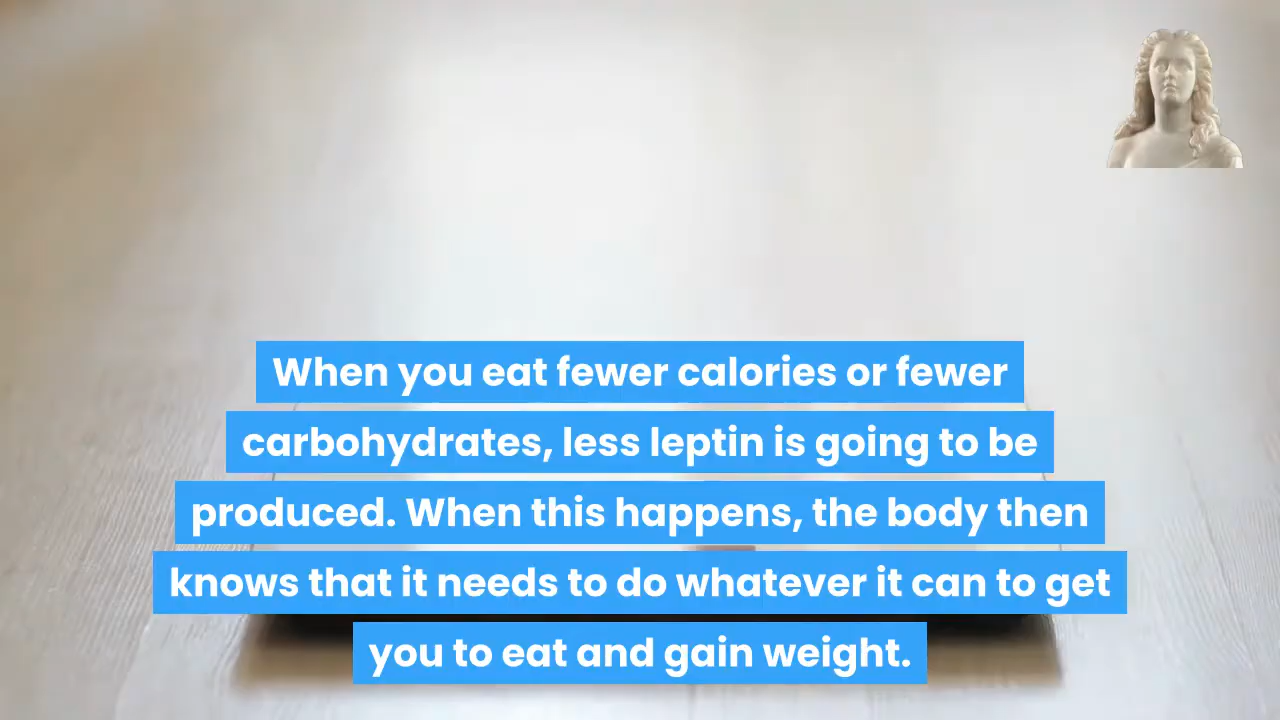 When you eat fewer calories or fewer
carbohydrates, less leptin is going to be
produced. When this happens, the body then
knows that it needs to do whatever it can to get
you to eat and gain weight.